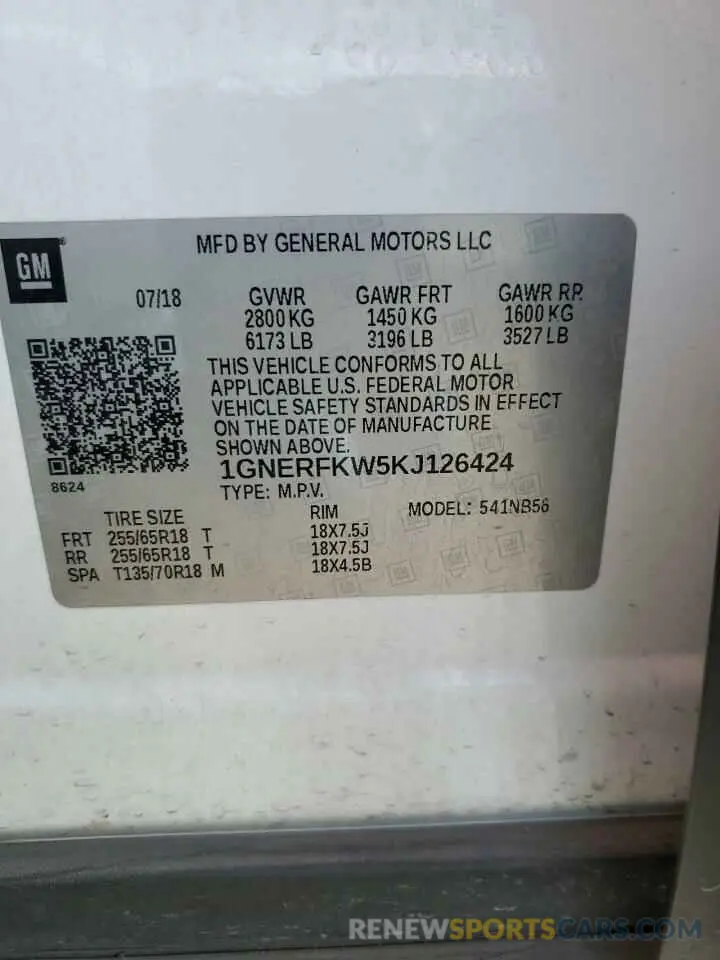 MFD BY GENERAL MOTORS LLC
GM
07/18 GVWR GAWR FRT GAWR RR
2800 KG 1450 KG 1600 KG
6173 LB 3196 LB 3527 LB
THIS VEHICLE CONFORMS TO ALL
APPLICABLE U.S. FEDERAL MOTOR
VEHICLE SAFETY STANDARDS IN EFFECT
ON THE DATE OF MANUFACTURE
SHOWN ABOVE.
1GNERFKW5KJ126424
8624
TYPE: M.P.V.
TIRE SIZE RIM MODEL: 541NB56
FRT 255/65R18 T 18X7.5J
RR 255/65R18 T 18X7.5J
SPA T135/70R18 M 18X4.5B
RENEWSPORTSCARS.COM